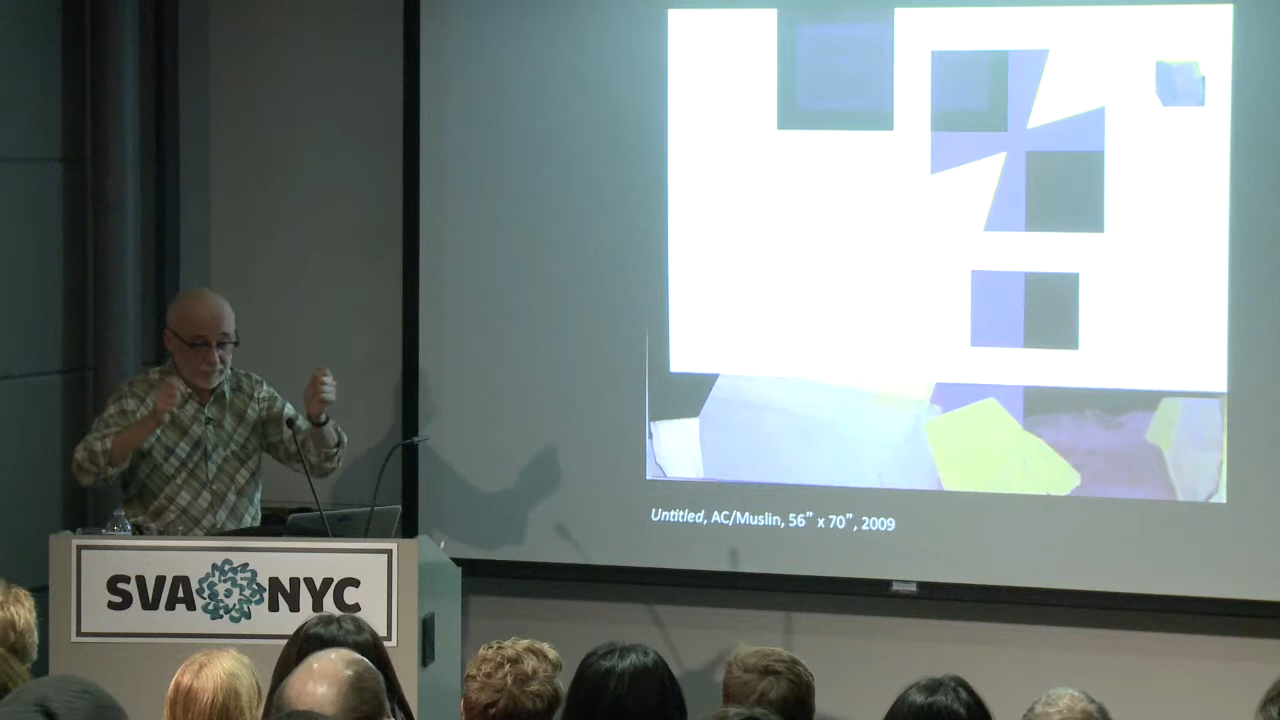 Untitled, AC/Muslin, 56” x 70”, 2009
SVA NYC